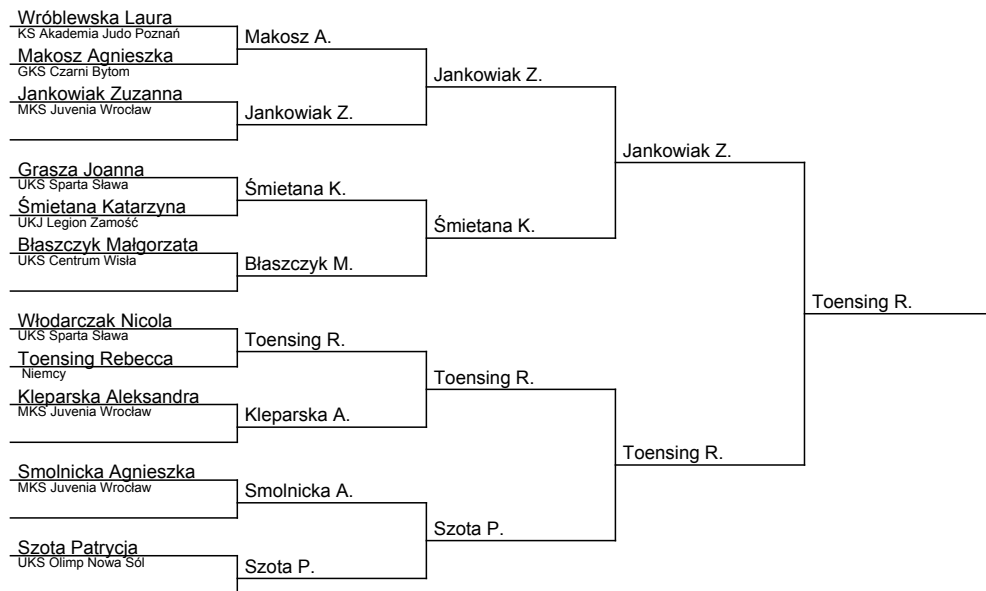 Wróblewska Laura
KS Akademia Judo Poznań
Makosz A.
Makosz Agnieszka
GKS Czarni Bytom
Jankowiak Z.
Jankowiak Zuzanna
MKS Juvenia Wrocław
Jankowiak Z.
Jankowiak Z.
Grasza Joanna
UKS Sparta Sława
Śmietana K.
Śmietana Katarzyna
UKJ Legion Zamość
Śmietana K.
Błaszczyk Małgorzata
UKS Centrum Wisła
Błaszczyk M.
Toensing R.
Włodarczak Nicola
UKS Sparta Sława
Toensing R.
Toensing Rebecca
Niemcy
Toensing R.
Kleparska Aleksandra
MKS Juvenia Wrocław
Kleparska A.
Toensing R.
Smolnicka Agnieszka
MKS Juvenia Wrocław
Smolnicka A.
Szota P.
Szota Patrycja
UKS Olimp Nowa Sól
Szota P.